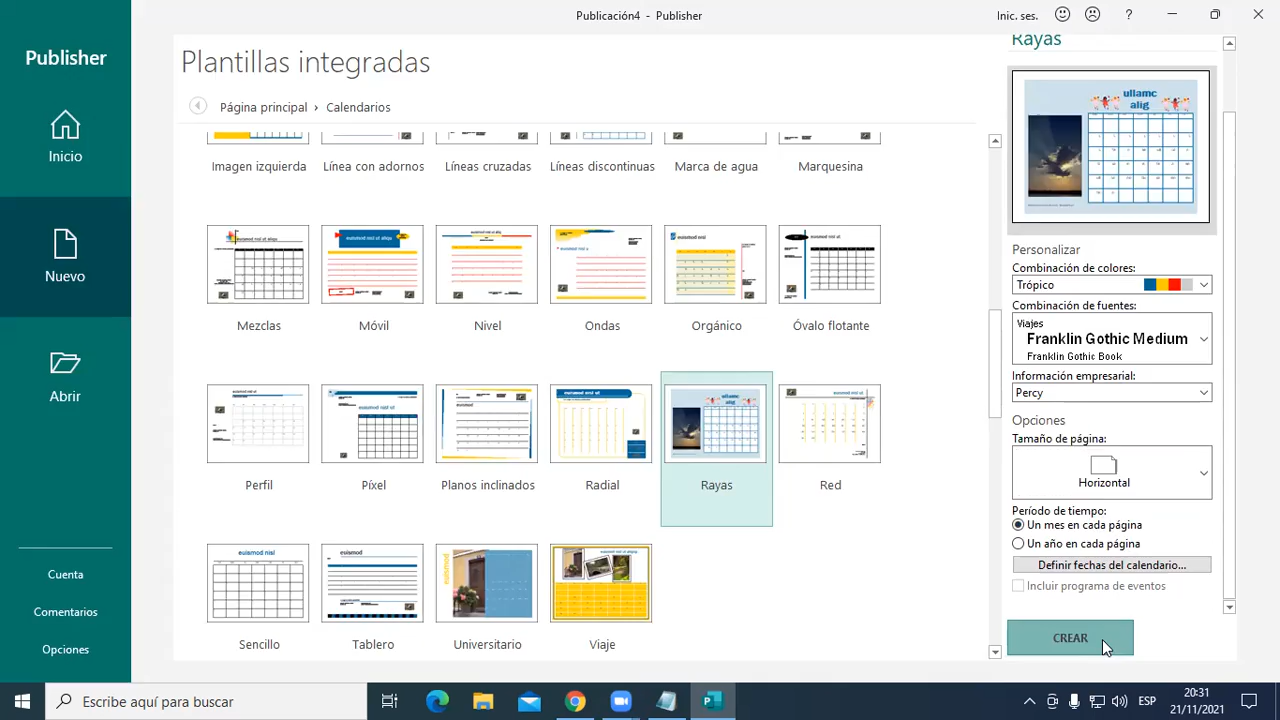 Publicación4 - Publisher
Inic. ses.
?
Publisher
Inicio
Nuevo
Abrir
Cuenta
Comentarios
Opciones
Plantillas integradas
Página principal › Calendarios
Imagen izquierda
Línea con adornos
Líneas cruzadas
Líneas discontinuas
Marca de agua
Marquesina
Mezclas
Móvil
Nivel
Ondas
Orgánico
Óvalo flotante
Perfil
Píxel
Planos inclinados
Radial
Rayas
Red
Sencillo
Tablero
Universitario
Viaje
Rayas
ullamc
alig
Personalizar
Combinación de colores:
Trópico
Combinación de fuentes:
Viajes
Franklin Gothic Medium
Franklin Gothic Book
Información empresarial:
Percy
Opciones
Tamaño de página:
Horizontal
Período de tiempo:
Un mes en cada página
Un año en cada página
Definir fechas del calendario...
Incluir programa de eventos
CREAR
Escribe aquí para buscar
ESP
20:31
21/11/2021